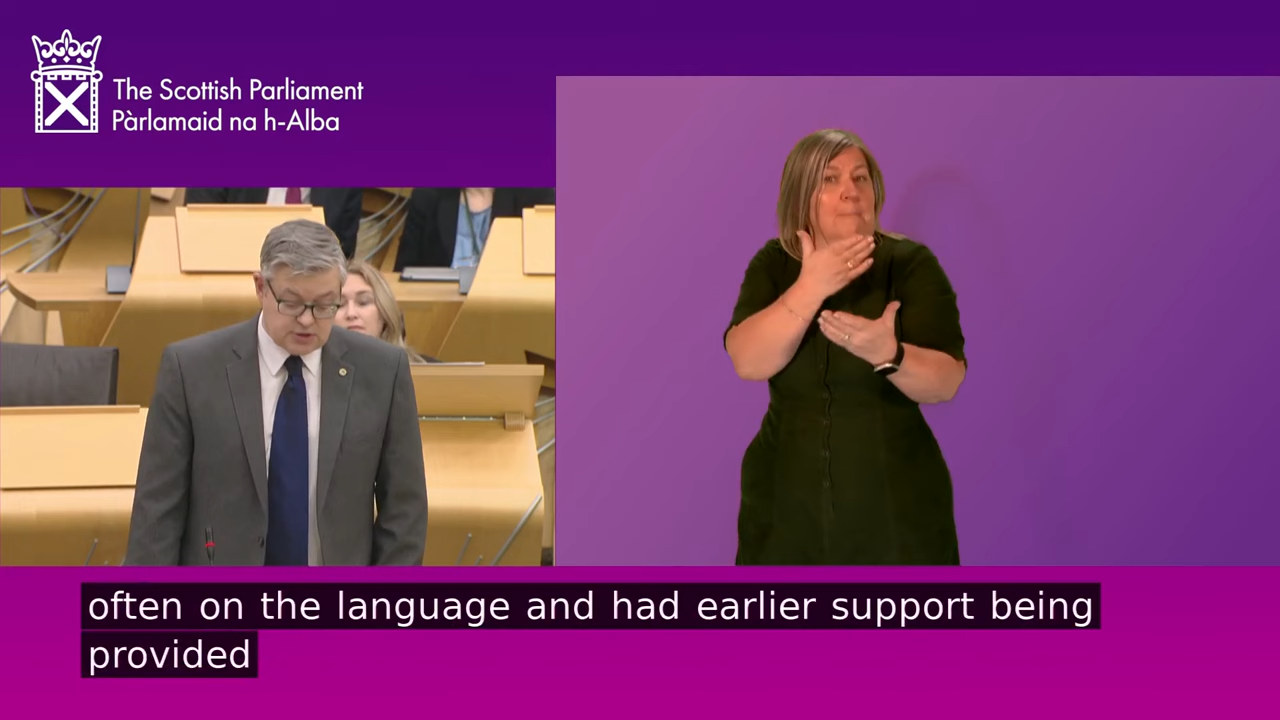 The Scottish Parliament
Pàrlamaid na h-Alba
often on the language and had earlier support being
provided